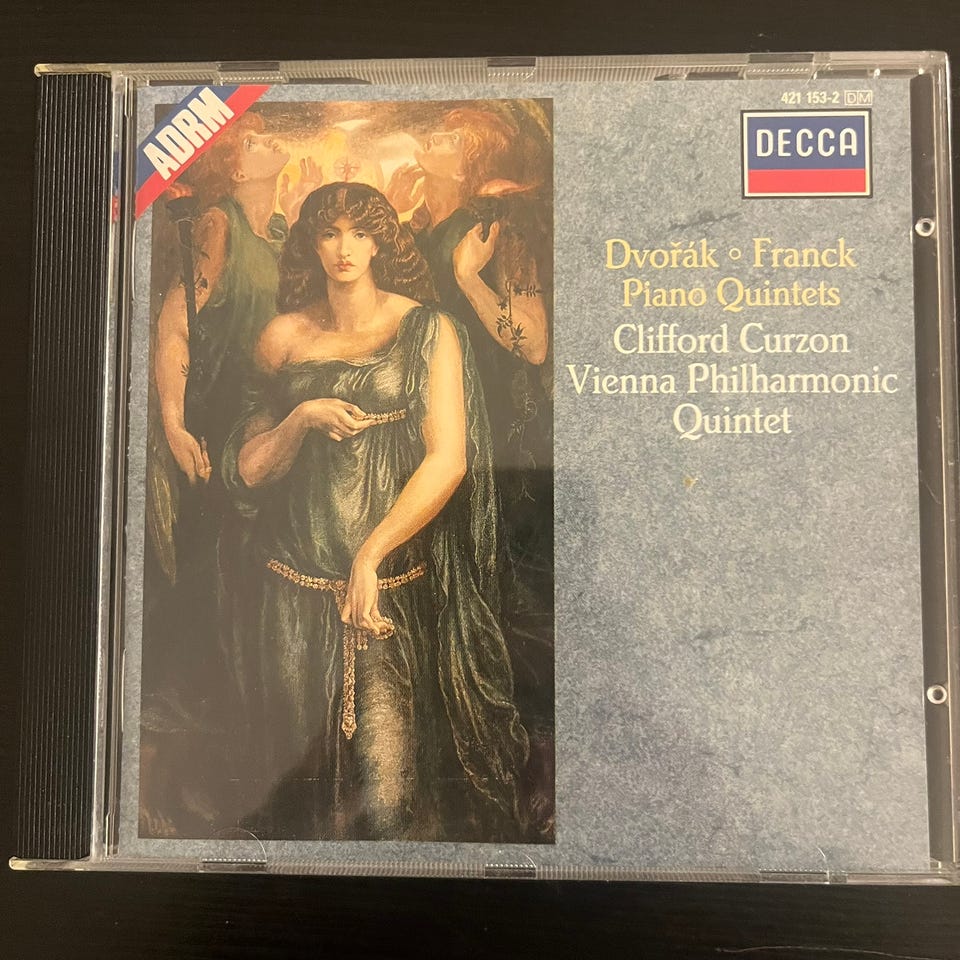 ADRM
421 153-2 DM
DECCA
Dvořák ∘ Franck
Piano Quintets
Clifford Curzon
Vienna Philharmonic
Quintet